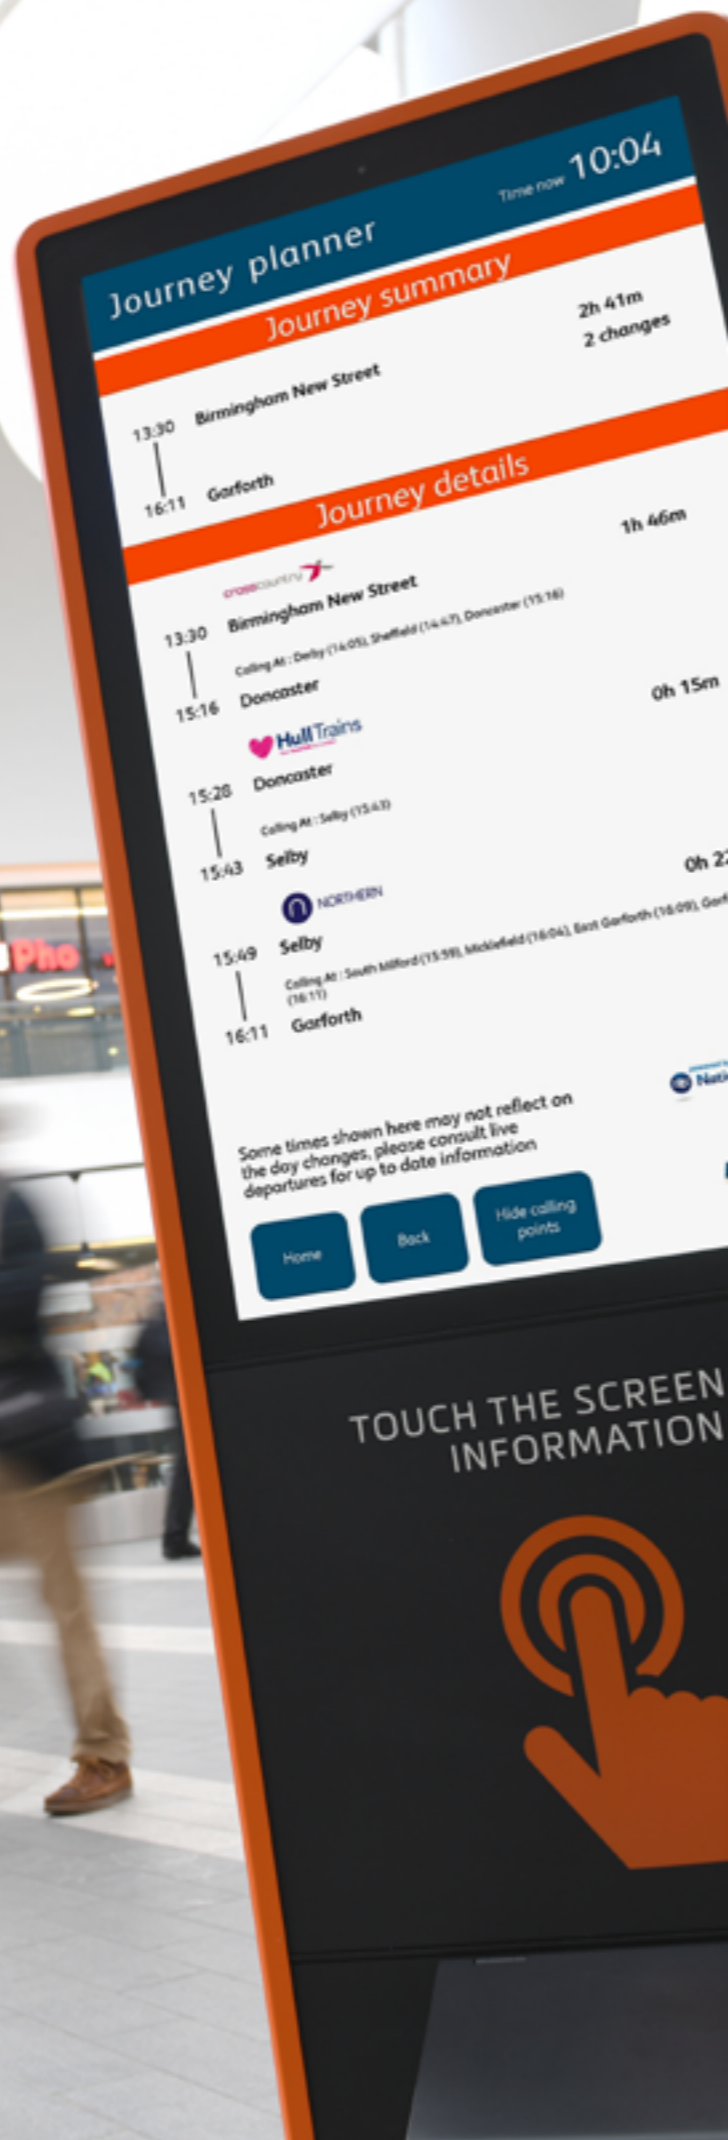 Journey planner
Time now 10:04
Journey summary
2h 41m
2 changes
13:30 Birmingham New Street
16:11 Garforth
Journey details
crosscountry
1h 46m
13:30 Birmingham New Street
Calling At : Derby (14:05), Sheffield (14:47), Doncaster (15:16)
15:16 Doncaster
Hull Trains
0h 15m
15:28 Doncaster
Calling At : Selby (15:43)
15:43 Selby
NORTHERN
0h 22
15:49 Selby
Calling At : South Milford (15:59), Micklefield (16:04), East Garforth (16:09), Garf
(16:11)
16:11 Garforth
Some times shown here may not reflect on
the day changes, please consult live
departures for up to date information
Home
Back
Hide calling
points
TOUCH THE SCREEN
INFORMATION
Pho